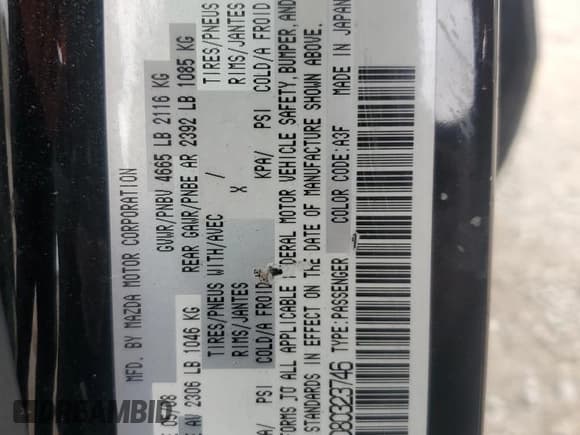 MFD. BY MAZDA MOTOR CORPORATION
GVWR/PNBV 4665 LB 2116 KG
AV 2306 LB 1046 KG
REAR GAWR/PNBE AR 2392 LB 1085 KG
TIRES/PNEUS WITH/AVEC / TIRES/PNEUS
RIMS/JANTES X RIMS/JANTES
COLD/A FROID KPA/ PSI COLD/A FROID
PSI
FORMS TO ALL APPLICABLE FEDERAL MOTOR VEHICLE SAFETY, BUMPER, AND
STANDARDS IN EFFECT ON THE DATE OF MANUFACTURE SHOWN ABOVE.
TYPE:PASSENGER COLOR CODE:A3F MADE IN JAPAN
D80323746
DREAMBID